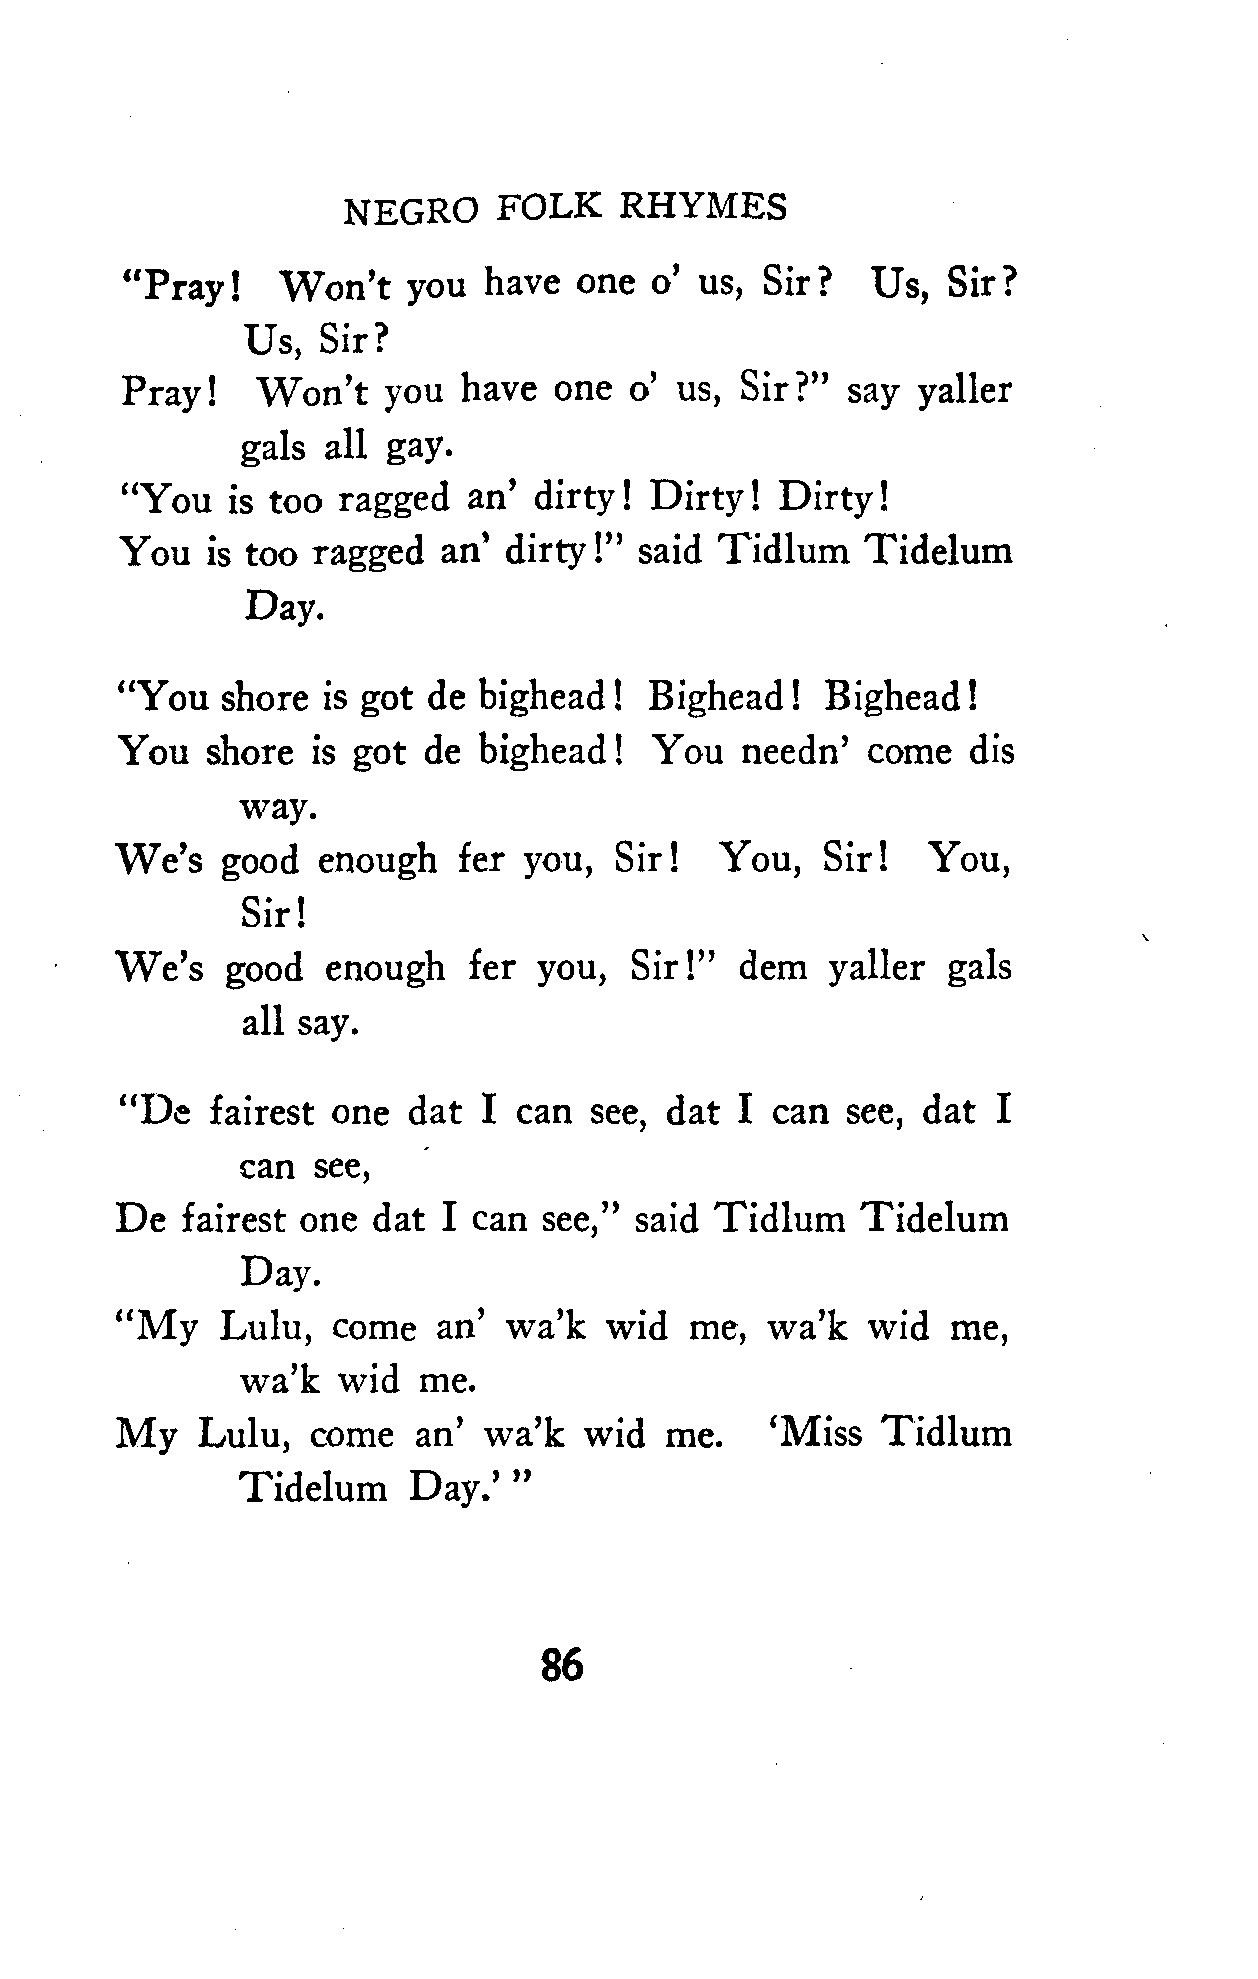 NEGRO FOLK RHYMES
“Pray! Won’t you have one o’ us, Sir? Us, Sir?
Us, Sir?
Pray! Won’t you have one o’ us, Sir?” say yaller
gals all gay.
“You is too ragged an’ dirty! Dirty! Dirty!
You is too ragged an’ dirty!” said Tidlum Tidelum
Day.
“You shore is got de bighead! Bighead! Bighead!
You shore is got de bighead! You needn’ come dis
way.
We’s good enough fer you, Sir! You, Sir! You,
Sir!
We’s good enough fer you, Sir!” dem yaller gals
all say.
“De fairest one dat I can see, dat I can see, dat I
can see,
De fairest one dat I can see,” said Tidlum Tidelum
Day.
“My Lulu, come an’ wa’k wid me, wa’k wid me,
wa’k wid me.
My Lulu, come an’ wa’k wid me. ‘Miss Tidlum
Tidelum Day.’ ”
86